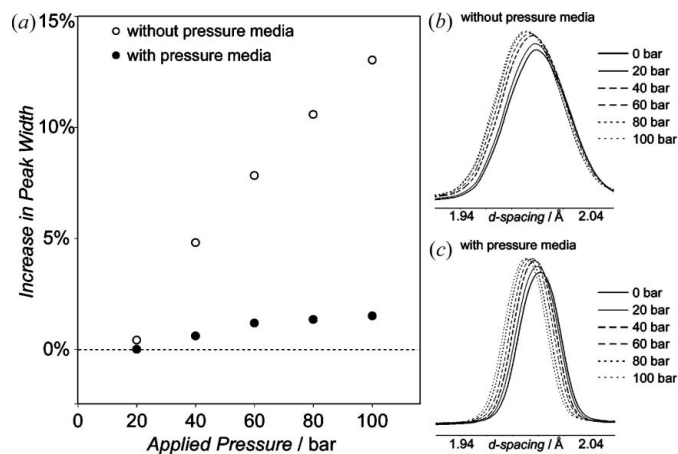 (a)
15%
without pressure media
with pressure media
10%
5%
0%
Increase in Peak Width
0 20 40 60 80 100
Applied Pressure / bar
(b) without pressure media
0 bar
20 bar
40 bar
60 bar
80 bar
100 bar
1.94 d-spacing / Å 2.04
(c) with pressure media
0 bar
20 bar
40 bar
60 bar
80 bar
100 bar
1.94 d-spacing / Å 2.04